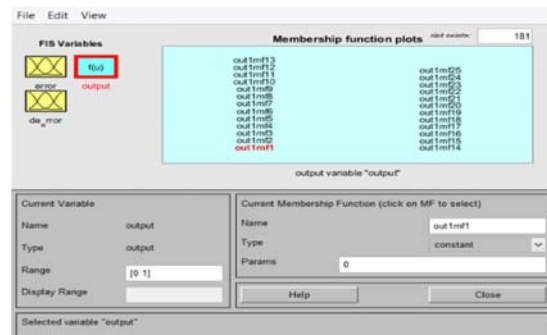 File Edit View
FIS Variables
f(u)
error
output
de_error
Membership function plots
plot points:
181
out1mf13
out1mf12
out1mf11
out1mf10
out1mf9
out1mf8
out1mf7
out1mf6
out1mf5
out1mf4
out1mf3
out1mf2
out1mf1
out1mf25
out1mf24
out1mf23
out1mf22
out1mf21
out1mf20
out1mf19
out1mf18
out1mf17
out1mf16
out1mf15
out1mf14
output variable "output"
Current Variable
Name output
Type output
Range [0 1]
Display Range
Current Membership Function (click on MF to select)
Name out1mf1
Type constant
Params 0
Help Close
Selected variable "output"